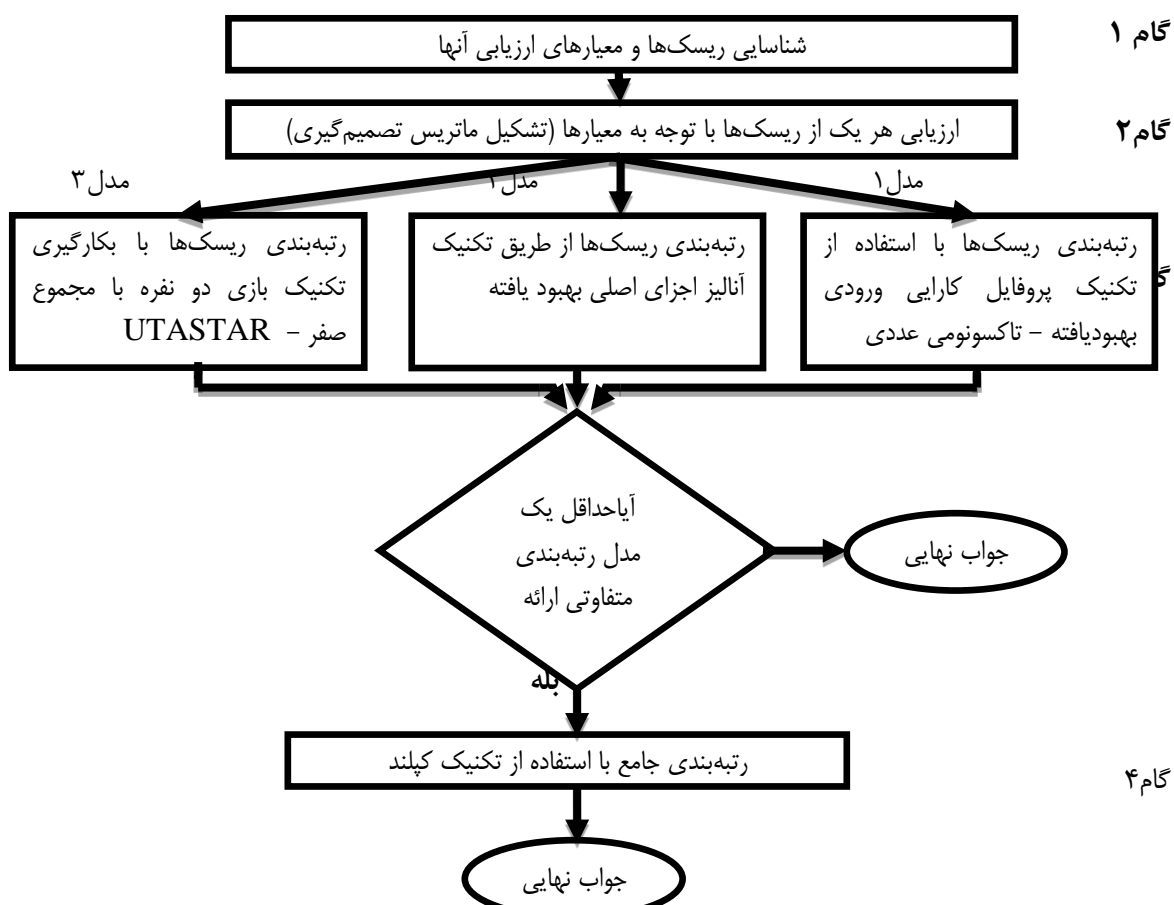 گام ۱
شناسایی ریسک‌ها و معیارهای ارزیابی آنها
گام۲
ارزیابی هر یک از ریسک‌ها با توجه به معیارها (تشکیل ماتریس تصمیم‌گیری)
مدل۱
مدل۱
مدل۳
رتبه‌بندی ریسک‌ها با استفاده از
تکنیک پروفایل کارایی ورودی
بهبودیافته – تاکسونومی عددی
رتبه‌بندی ریسک‌ها از طریق تکنیک
آنالیز اجزای اصلی بهبود یافته
رتبه‌بندی ریسک‌ها با بکارگیری
تکنیک بازی دو نفره با مجموع
صفر – UTASTAR
آیاحداقل یک
مدل رتبه‌بندی
متفاوتی ارائه
جواب نهایی
بله
رتبه‌بندی جامع با استفاده از تکنیک کپلند
گام۴
جواب نهایی